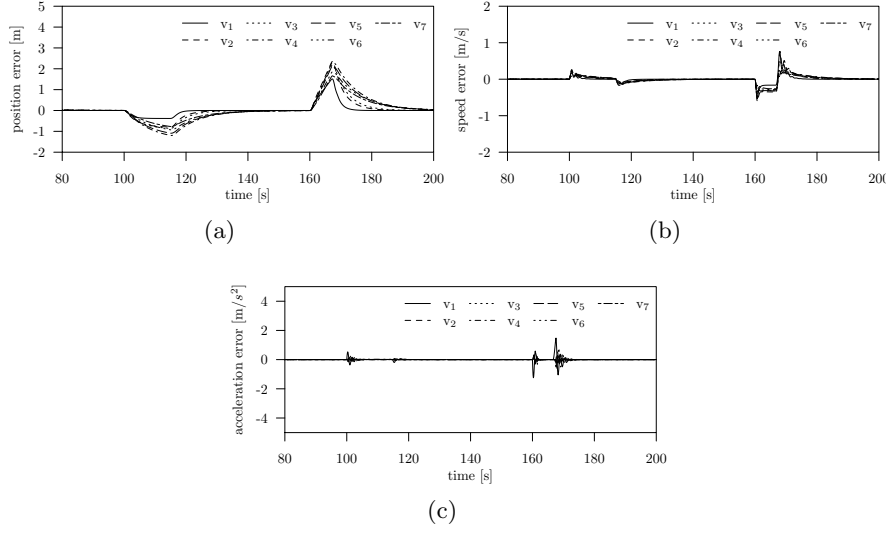 5
4
3
2
1
0
-1
-2
position error [m]
v1 v3 v5 v7
v2 v4 v6
80 100 120 140 160 180 200
time [s]
(a)
2
1
0
-1
-2
speed error [m/s]
v1 v3 v5 v7
v2 v4 v6
80 100 120 140 160 180 200
time [s]
(b)
4
2
0
-2
-4
acceleration error [m/s²]
v1 v3 v5 v7
v2 v4 v6
80 100 120 140 160 180 200
time [s]
(c)